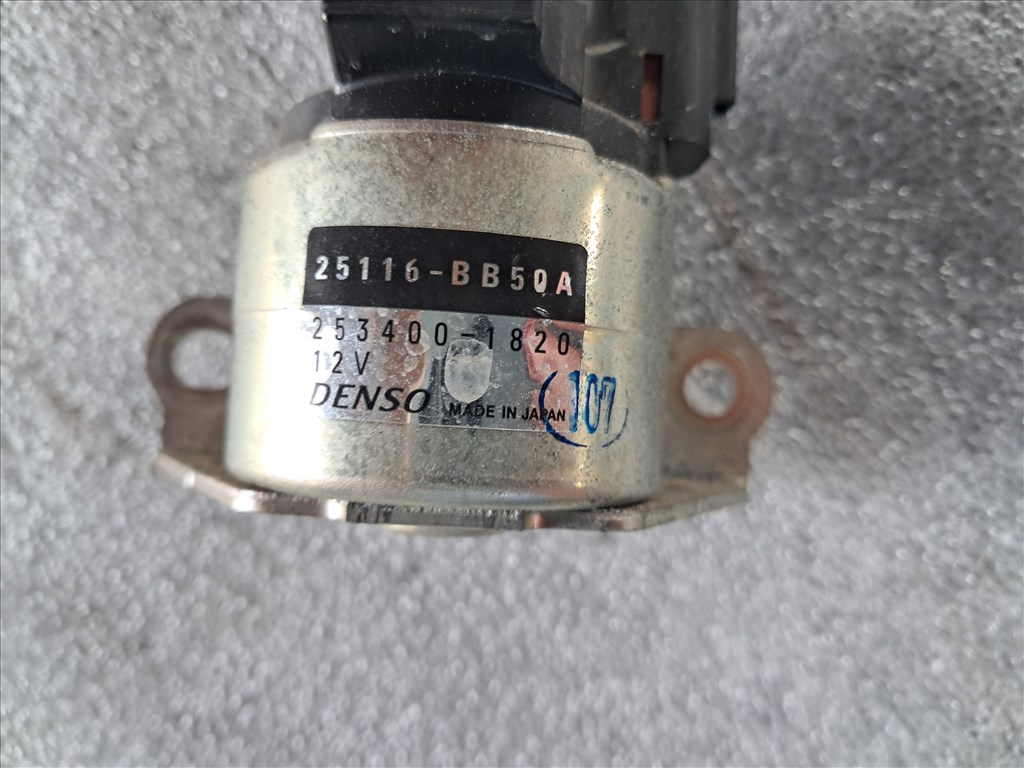 25116-BB50A
253400-1820
12V
DENSO MADE IN JAPAN
(107)